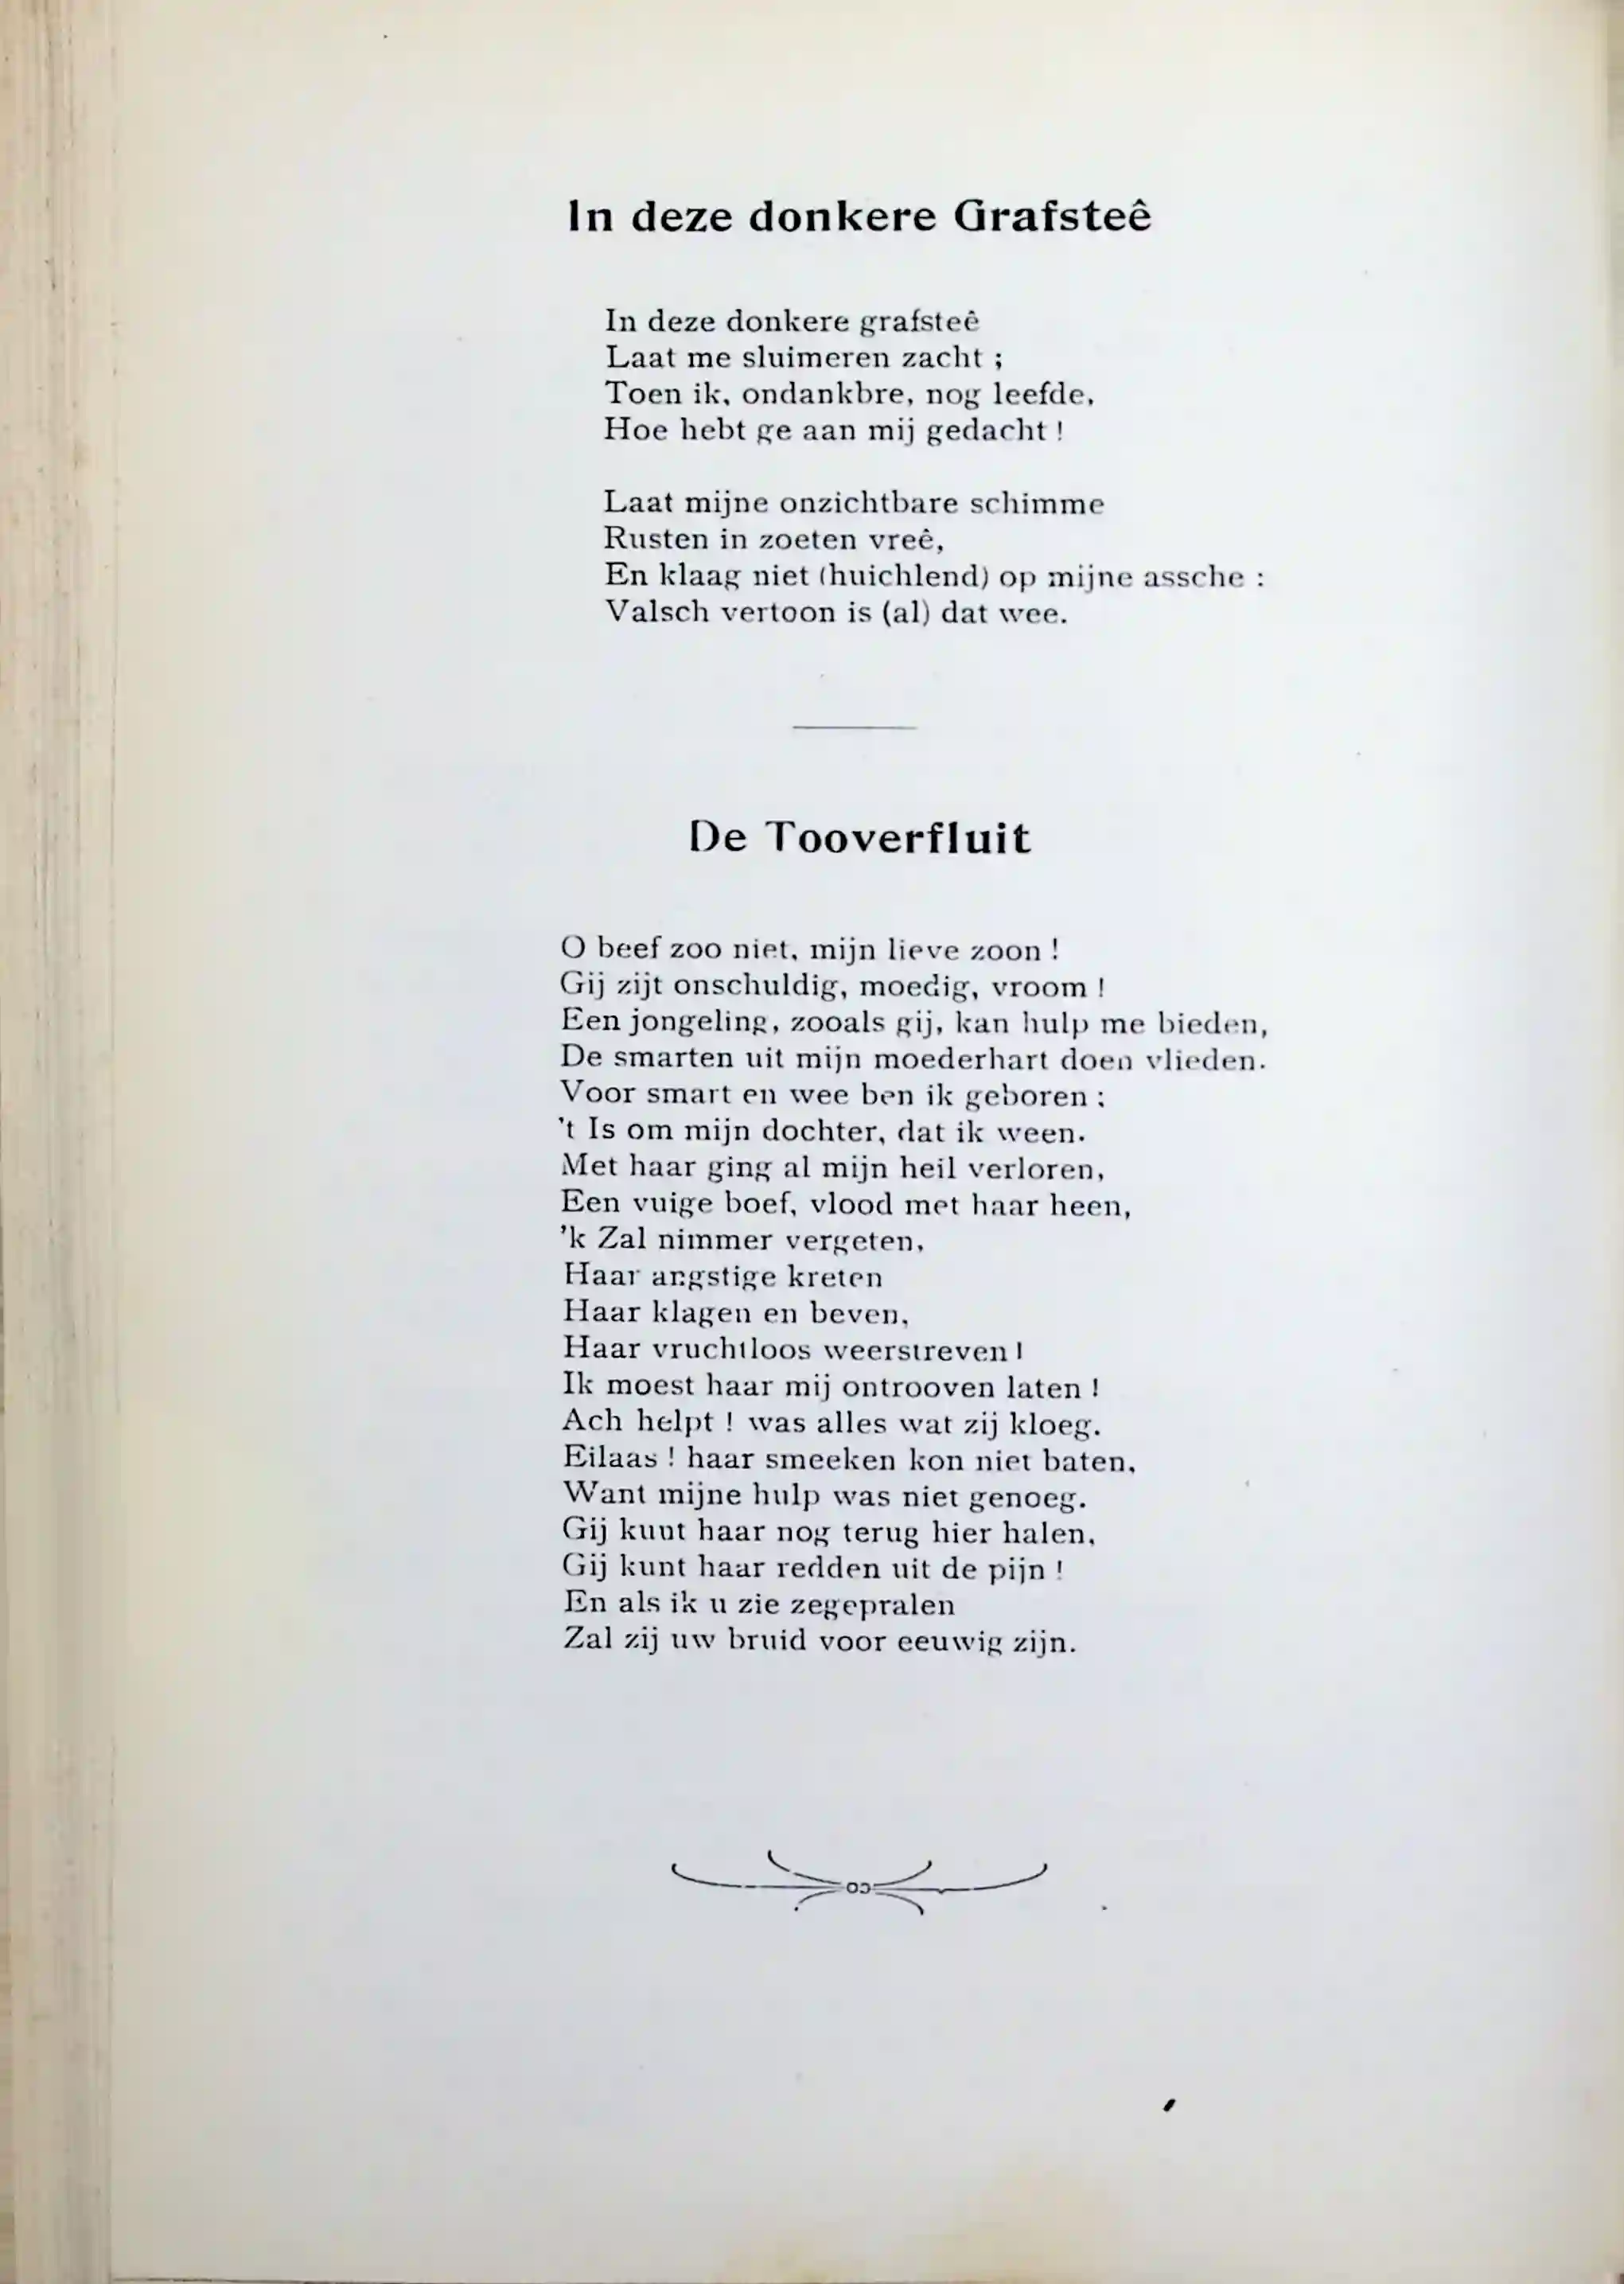 In deze donkere Grafsteê
In deze donkere grafsteê
Laat me sluimeren zacht ;
Toen ik, ondankbre, nog leefde,
Hoe hebt ge aan mij gedacht !
Laat mijne onzichtbare schimme
Rusten in zoeten vreê,
En klaag niet (huichlend) op mijne assche :
Valsch vertoon is (al) dat wee.
De Tooverfluit
O beef zoo niet, mijn lieve zoon !
Gij zijt onschuldig, moedig, vroom !
Een jongeling, zooals gij, kan hulp me bieden,
De smarten uit mijn moederhart doen vlieden.
Voor smart en wee ben ik geboren ;
't Is om mijn dochter, dat ik ween.
Met haar ging al mijn heil verloren,
Een vuige boef, vlood met haar heen,
'k Zal nimmer vergeten,
Haar angstige kreten
Haar klagen en beven,
Haar vruchtloos weerstreven !
Ik moest haar mij ontrooven laten !
Ach helpt ! was alles wat zij kloeg.
Eilaas ! haar smeeken kon niet baten,
Want mijne hulp was niet genoeg.
Gij kunt haar nog terug hier halen,
Gij kunt haar redden uit de pijn !
En als ik u zie zegepralen
Zal zij uw bruid voor eeuwig zijn.